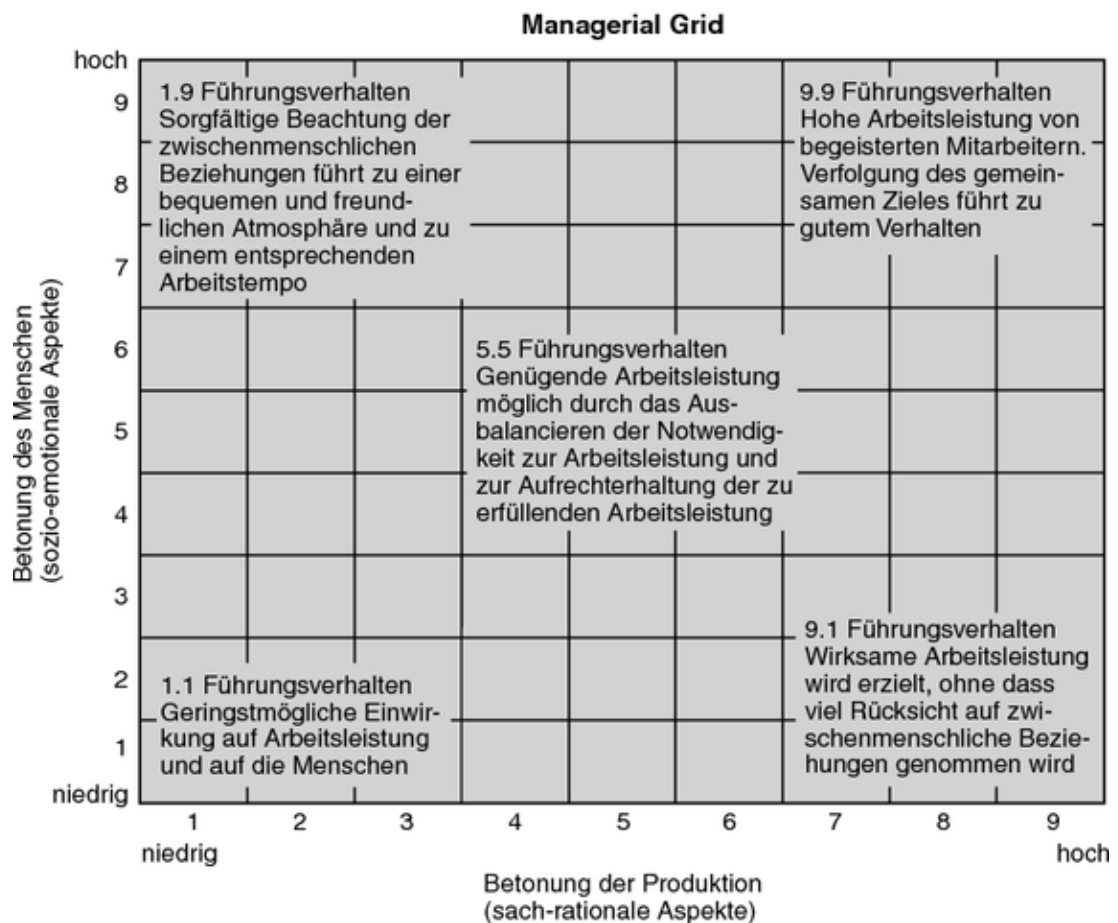 Managerial Grid
hoch
9
8
7
6
5
4
3
2
1
niedrig
Betonung des Menschen
(sozio-emotionale Aspekte)
1.9 Führungsverhalten
Sorgfältige Beachtung der
zwischenmenschlichen
Beziehungen führt zu einer
bequemen und freund-
lichen Atmosphäre und zu
einem entsprechenden
Arbeitstempo
9.9 Führungsverhalten
Hohe Arbeitsleistung von
begeisterten Mitarbeitern.
Verfolgung des gemein-
samen Zieles führt zu
gutem Verhalten
5.5 Führungsverhalten
Genügende Arbeitsleistung
möglich durch das Aus-
balancieren der Notwendig-
keit zur Arbeitsleistung und
zur Aufrechterhaltung der zu
erfüllenden Arbeitsleistung
1.1 Führungsverhalten
Geringstmögliche Einwir-
kung auf Arbeitsleistung
und auf die Menschen
9.1 Führungsverhalten
Wirksame Arbeitsleistung
wird erzielt, ohne dass
viel Rücksicht auf zwi-
schenmenschliche Bezie-
hungen genommen wird
1 2 3 4 5 6 7 8 9
niedrig hoch
Betonung der Produktion
(sach-rationale Aspekte)